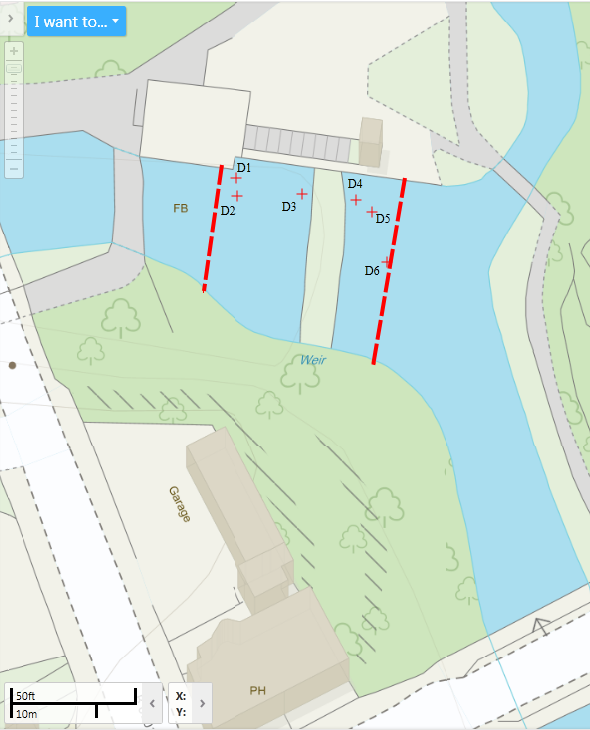 I want to...
D1
D4
D3
FB
D2
D5
D6
Weir
Garage
PH
50ft
10m
X:
Y: